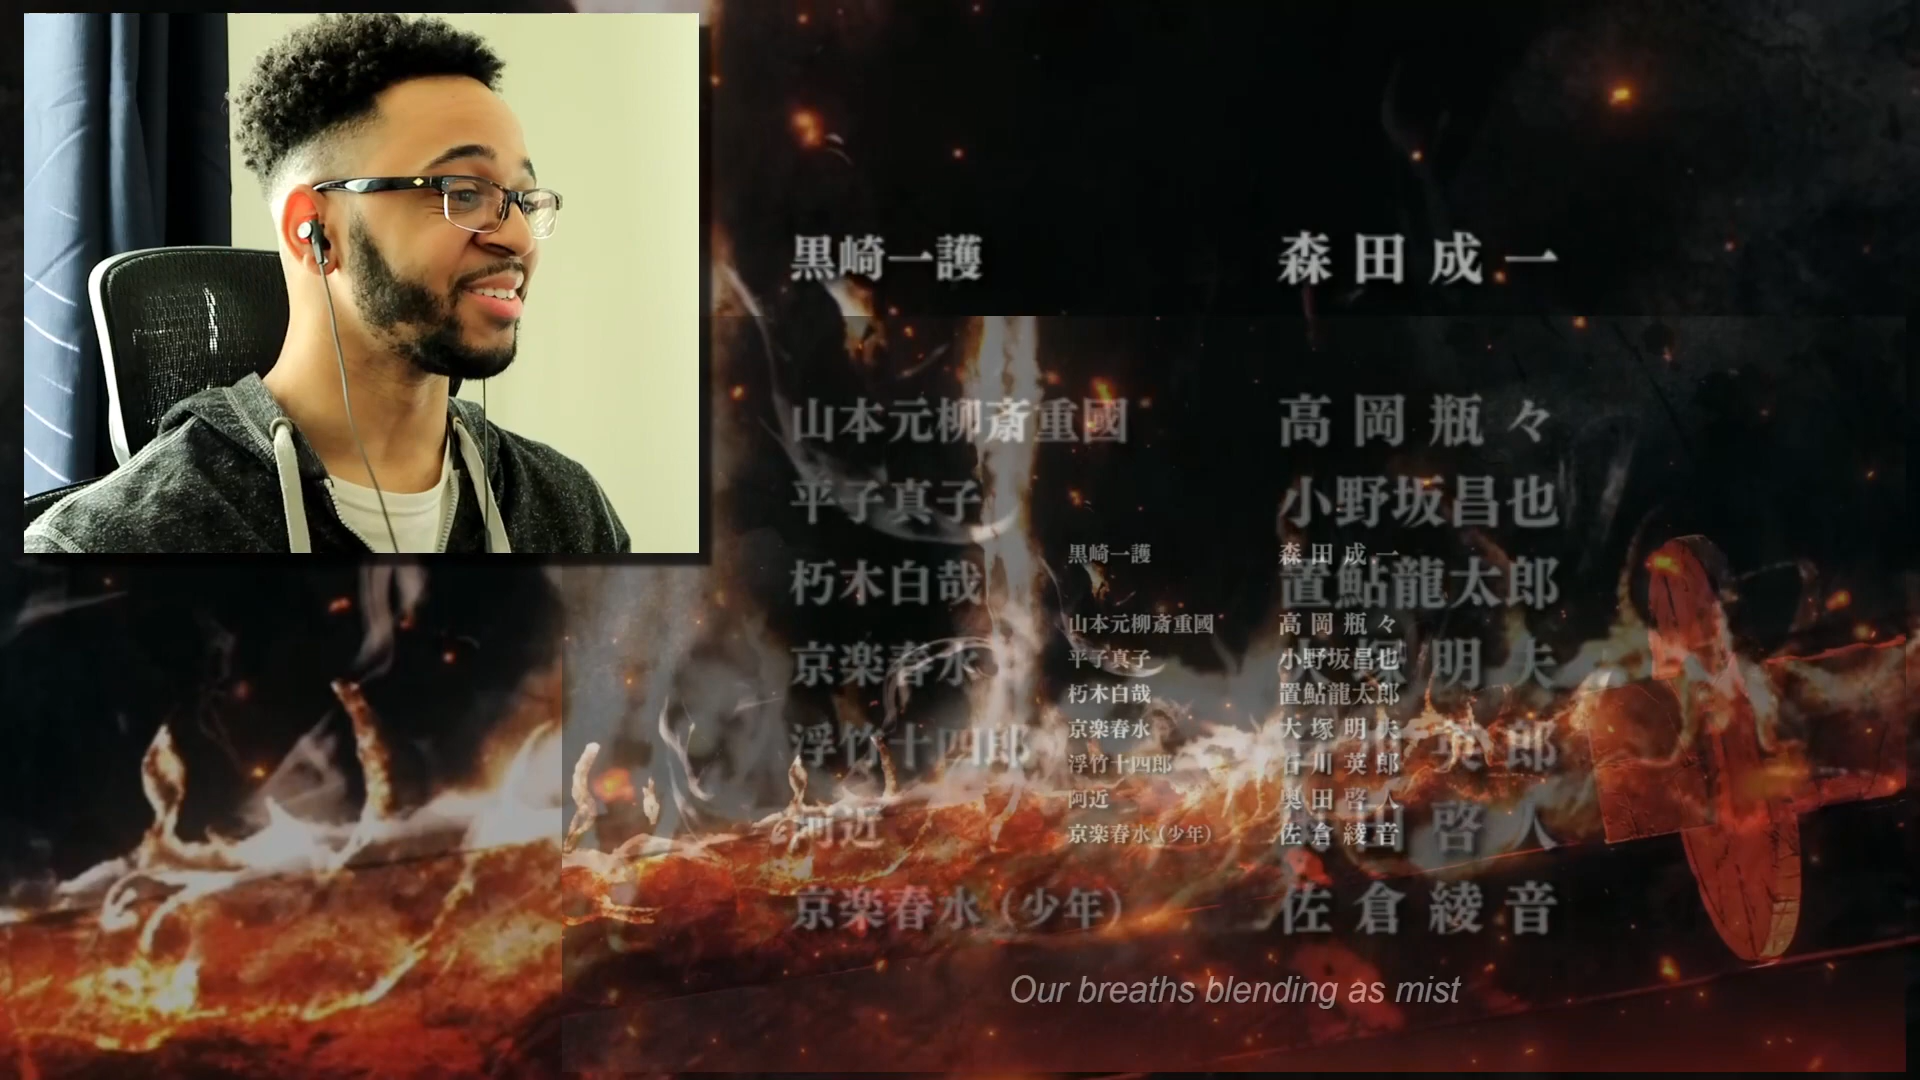 黒崎一護 森田成一
山本元柳斎重國 高岡瓶々
平子真子 小野坂昌也
朽木白哉 置鮎龍太郎
京楽春水 塚明夫
浮竹十四郎 川英郎
阿近 田啓人
京楽春水（少年） 佐倉綾音
黒崎一護 森田成一
山本元柳斎重國 高岡瓶々
平子真子 小野坂昌也
朽木白哉 置鮎龍太郎
京楽春水 大塚明夫
浮竹十四郎 石川英郎
阿近 奥田啓人
京楽春水（少年） 佐倉綾音
Our breaths blending as mist